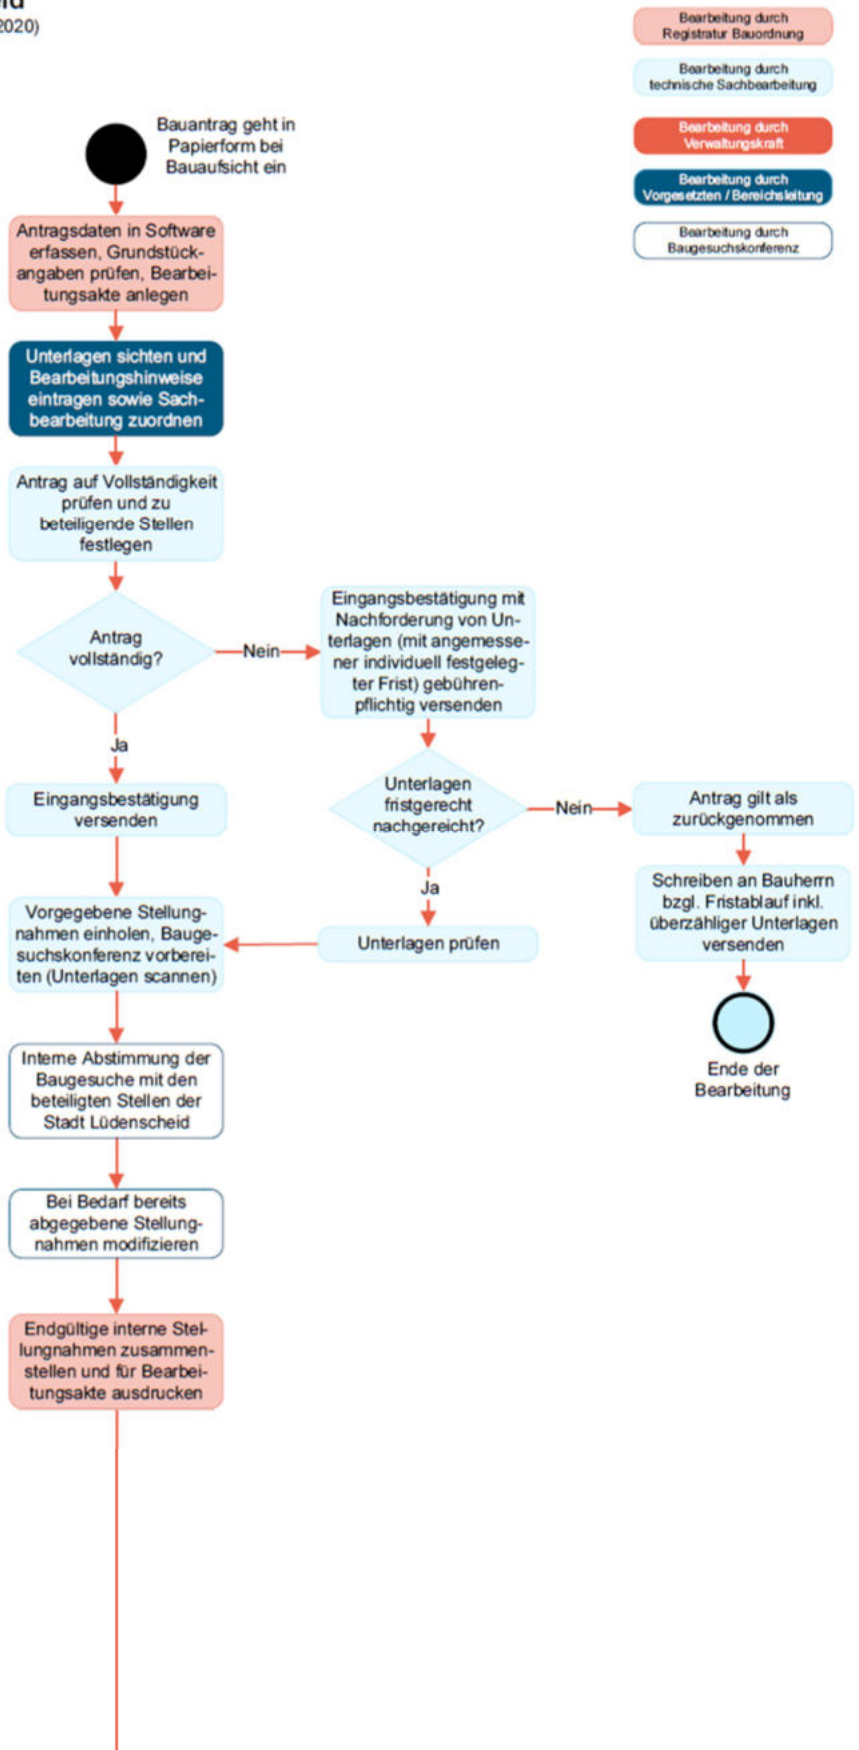 2020)
Bearbeitung durch
Registratur Bauordnung
Bearbeitung durch
technische Sachbearbeitung
Bearbeitung durch
Verwaltungskraft
Bearbeitung durch
Vorgesetzten / Bereichsleitung
Bearbeitung durch
Baugesuchskonferenz
Bauantrag geht in
Papierform bei
Bauaufsicht ein
Antragsdaten in Software
erfassen, Grundstück-
angaben prüfen, Bearbei-
tungsakte anlegen
Unterlagen sichten und
Bearbeitungshinweise
eintragen sowie Sach-
bearbeitung zuordnen
Antrag auf Vollständigkeit
prüfen und zu
beteiligende Stellen
festlegen
Antrag
vollständig?
Nein
Eingangsbestätigung mit
Nachforderung von Un-
terlagen (mit angemesse-
ner individuell festgeleg-
ter Frist) gebühren-
pflichtig versenden
Ja
Unterlagen
fristgerecht
nachgereicht?
Nein
Antrag gilt als
zurückgenommen
Eingangsbestätigung
versenden
Ja
Schreiben an Bauherrn
bzgl. Fristablauf inkl.
überzähliger Unterlagen
versenden
Vorgegebene Stellung-
nahmen einholen, Bauge-
suchskonferenz vorberei-
ten (Unterlagen scannen)
Unterlagen prüfen
Ende der
Bearbeitung
Interne Abstimmung der
Baugesuche mit den
beteiligten Stellen der
Stadt Lüdenscheid
Bei Bedarf bereits
abgegebene Stellung-
nahmen modifizieren
Endgültige interne Stel-
lungnahmen zusammen-
stellen und für Bearbei-
tungsakte ausdrucken